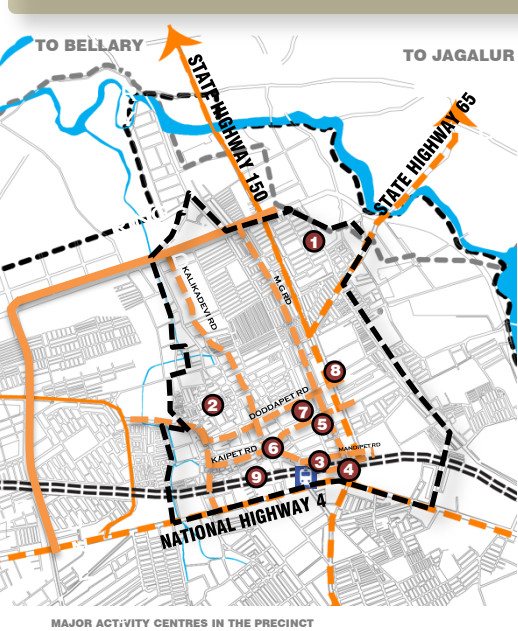 TO BELLARY
TO JAGALUR
STATE HIGHWAY 150
STATE HIGHWAY 65
1
KALIKADEVI RD
M.G RD
8
2
DODDAPET RD
7
5
KAIPET RD
6
MANDIPET RD
3
4
9
NATIONAL HIGHWAY 4
MAJOR ACTIVITY CENTRES IN THE PRECINCT